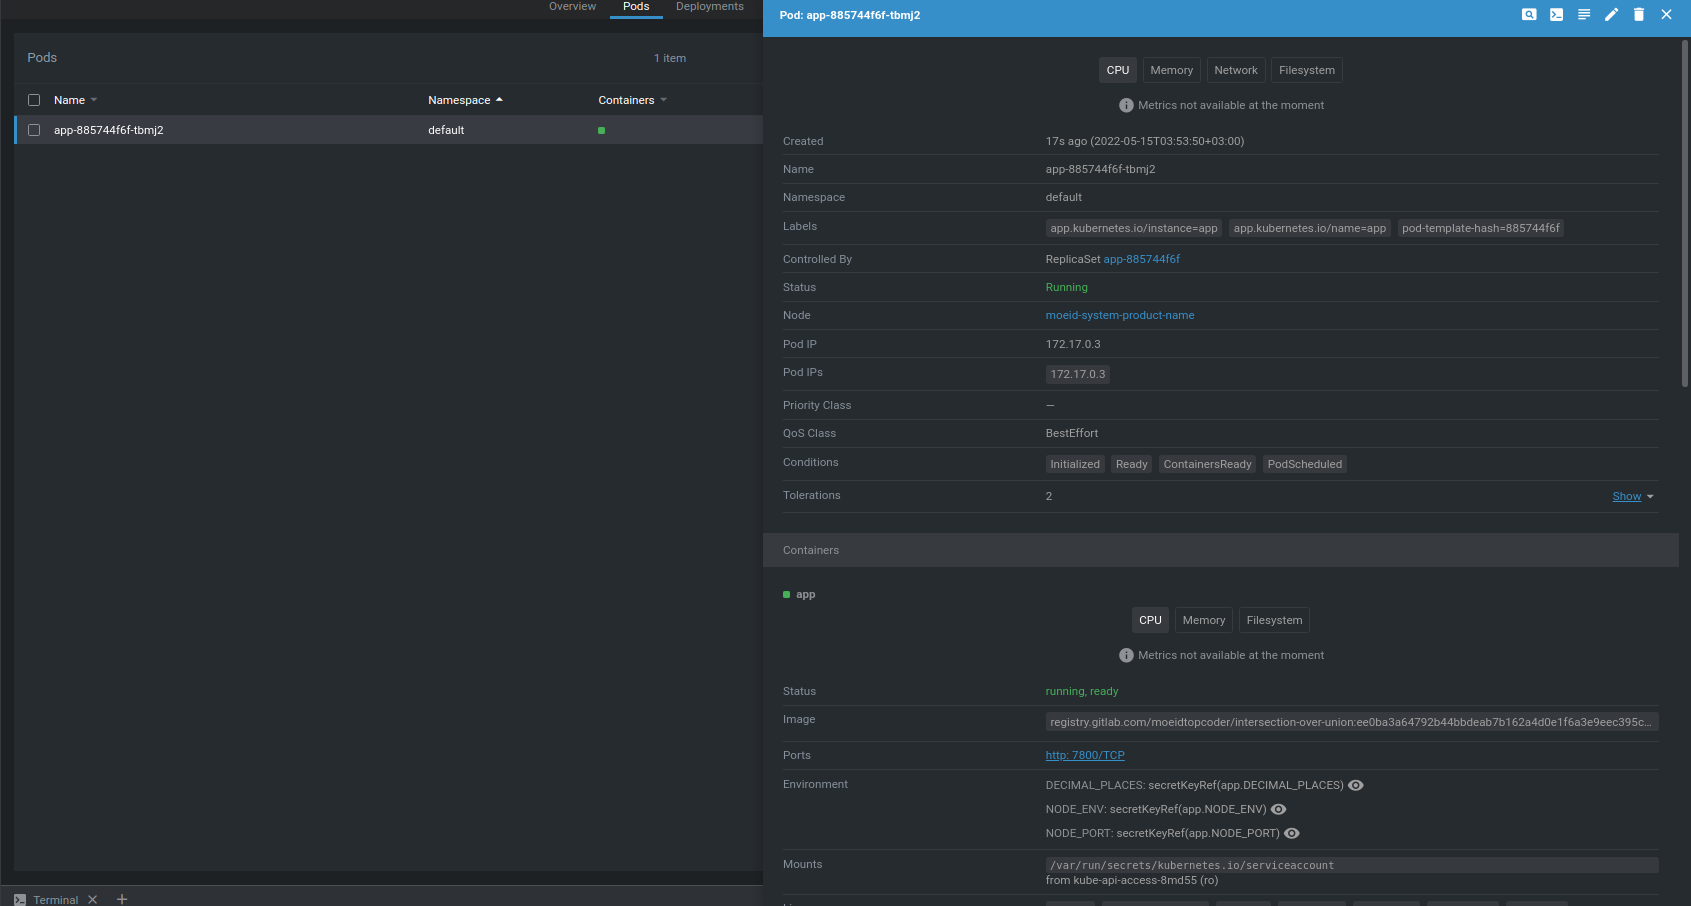 Overview Pods Deployments
Pods 1 item
Name Namespace Containers
app-885744f6f-tbmj2 default
Terminal
Pod: app-885744f6f-tbmj2
CPU Memory Network Filesystem
Metrics not available at the moment
Created 17s ago (2022-05-15T03:53:50+03:00)
Name app-885744f6f-tbmj2
Namespace default
Labels app.kubernetes.io/instance=app app.kubernetes.io/name=app pod-template-hash=885744f6f
Controlled By ReplicaSet app-885744f6f
Status Running
Node moeid-system-product-name
Pod IP 172.17.0.3
Pod IPs 172.17.0.3
Priority Class —
QoS Class BestEffort
Conditions Initialized Ready ContainersReady PodScheduled
Tolerations 2 Show
Containers
app
CPU Memory Filesystem
Metrics not available at the moment
Status running, ready
Image registry.gitlab.com/moeidtopcoder/intersection-over-union:ee0ba3a64792b44bbdeab7b162a4d0e1f6a3e9eec395c...
Ports http: 7800/TCP
Environment DECIMAL_PLACES: secretKeyRef(app.DECIMAL_PLACES)
NODE_ENV: secretKeyRef(app.NODE_ENV)
NODE_PORT: secretKeyRef(app.NODE_PORT)
Mounts /var/run/secrets/kubernetes.io/serviceaccount
from kube-api-access-8md55 (ro)